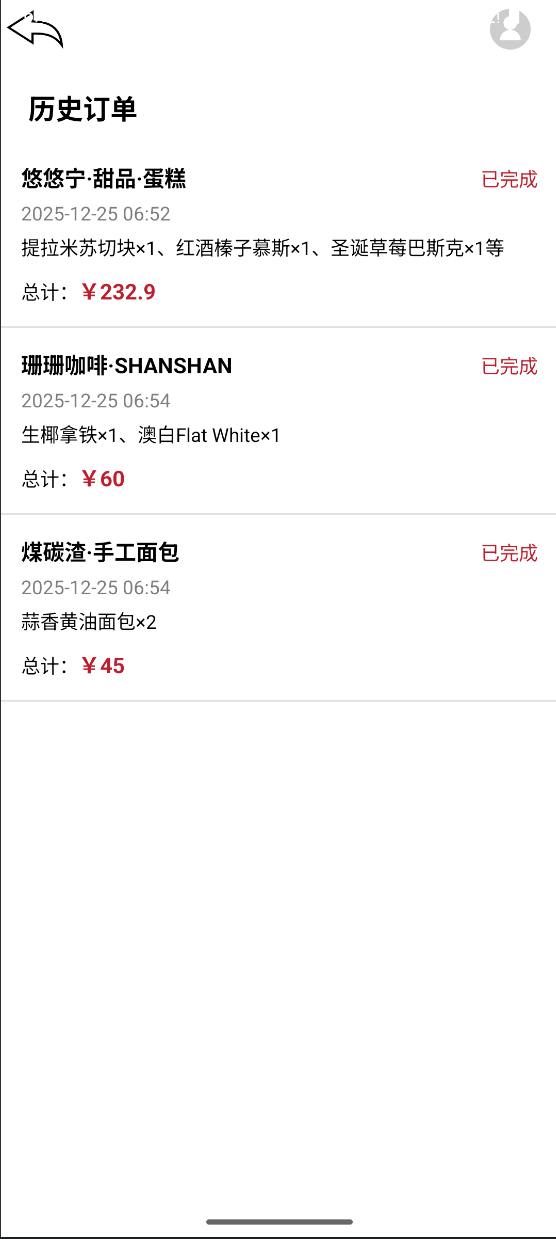 历史订单
悠悠宁·甜品·蛋糕 已完成
2025-12-25 06:52
提拉米苏切块×1、红酒榛子慕斯×1、圣诞草莓巴斯克×1等
总计：￥232.9
珊珊咖啡·SHANSHAN 已完成
2025-12-25 06:54
生椰拿铁×1、澳白Flat White×1
总计：￥60
煤碳渣·手工面包 已完成
2025-12-25 06:54
蒜香黄油面包×2
总计：￥45